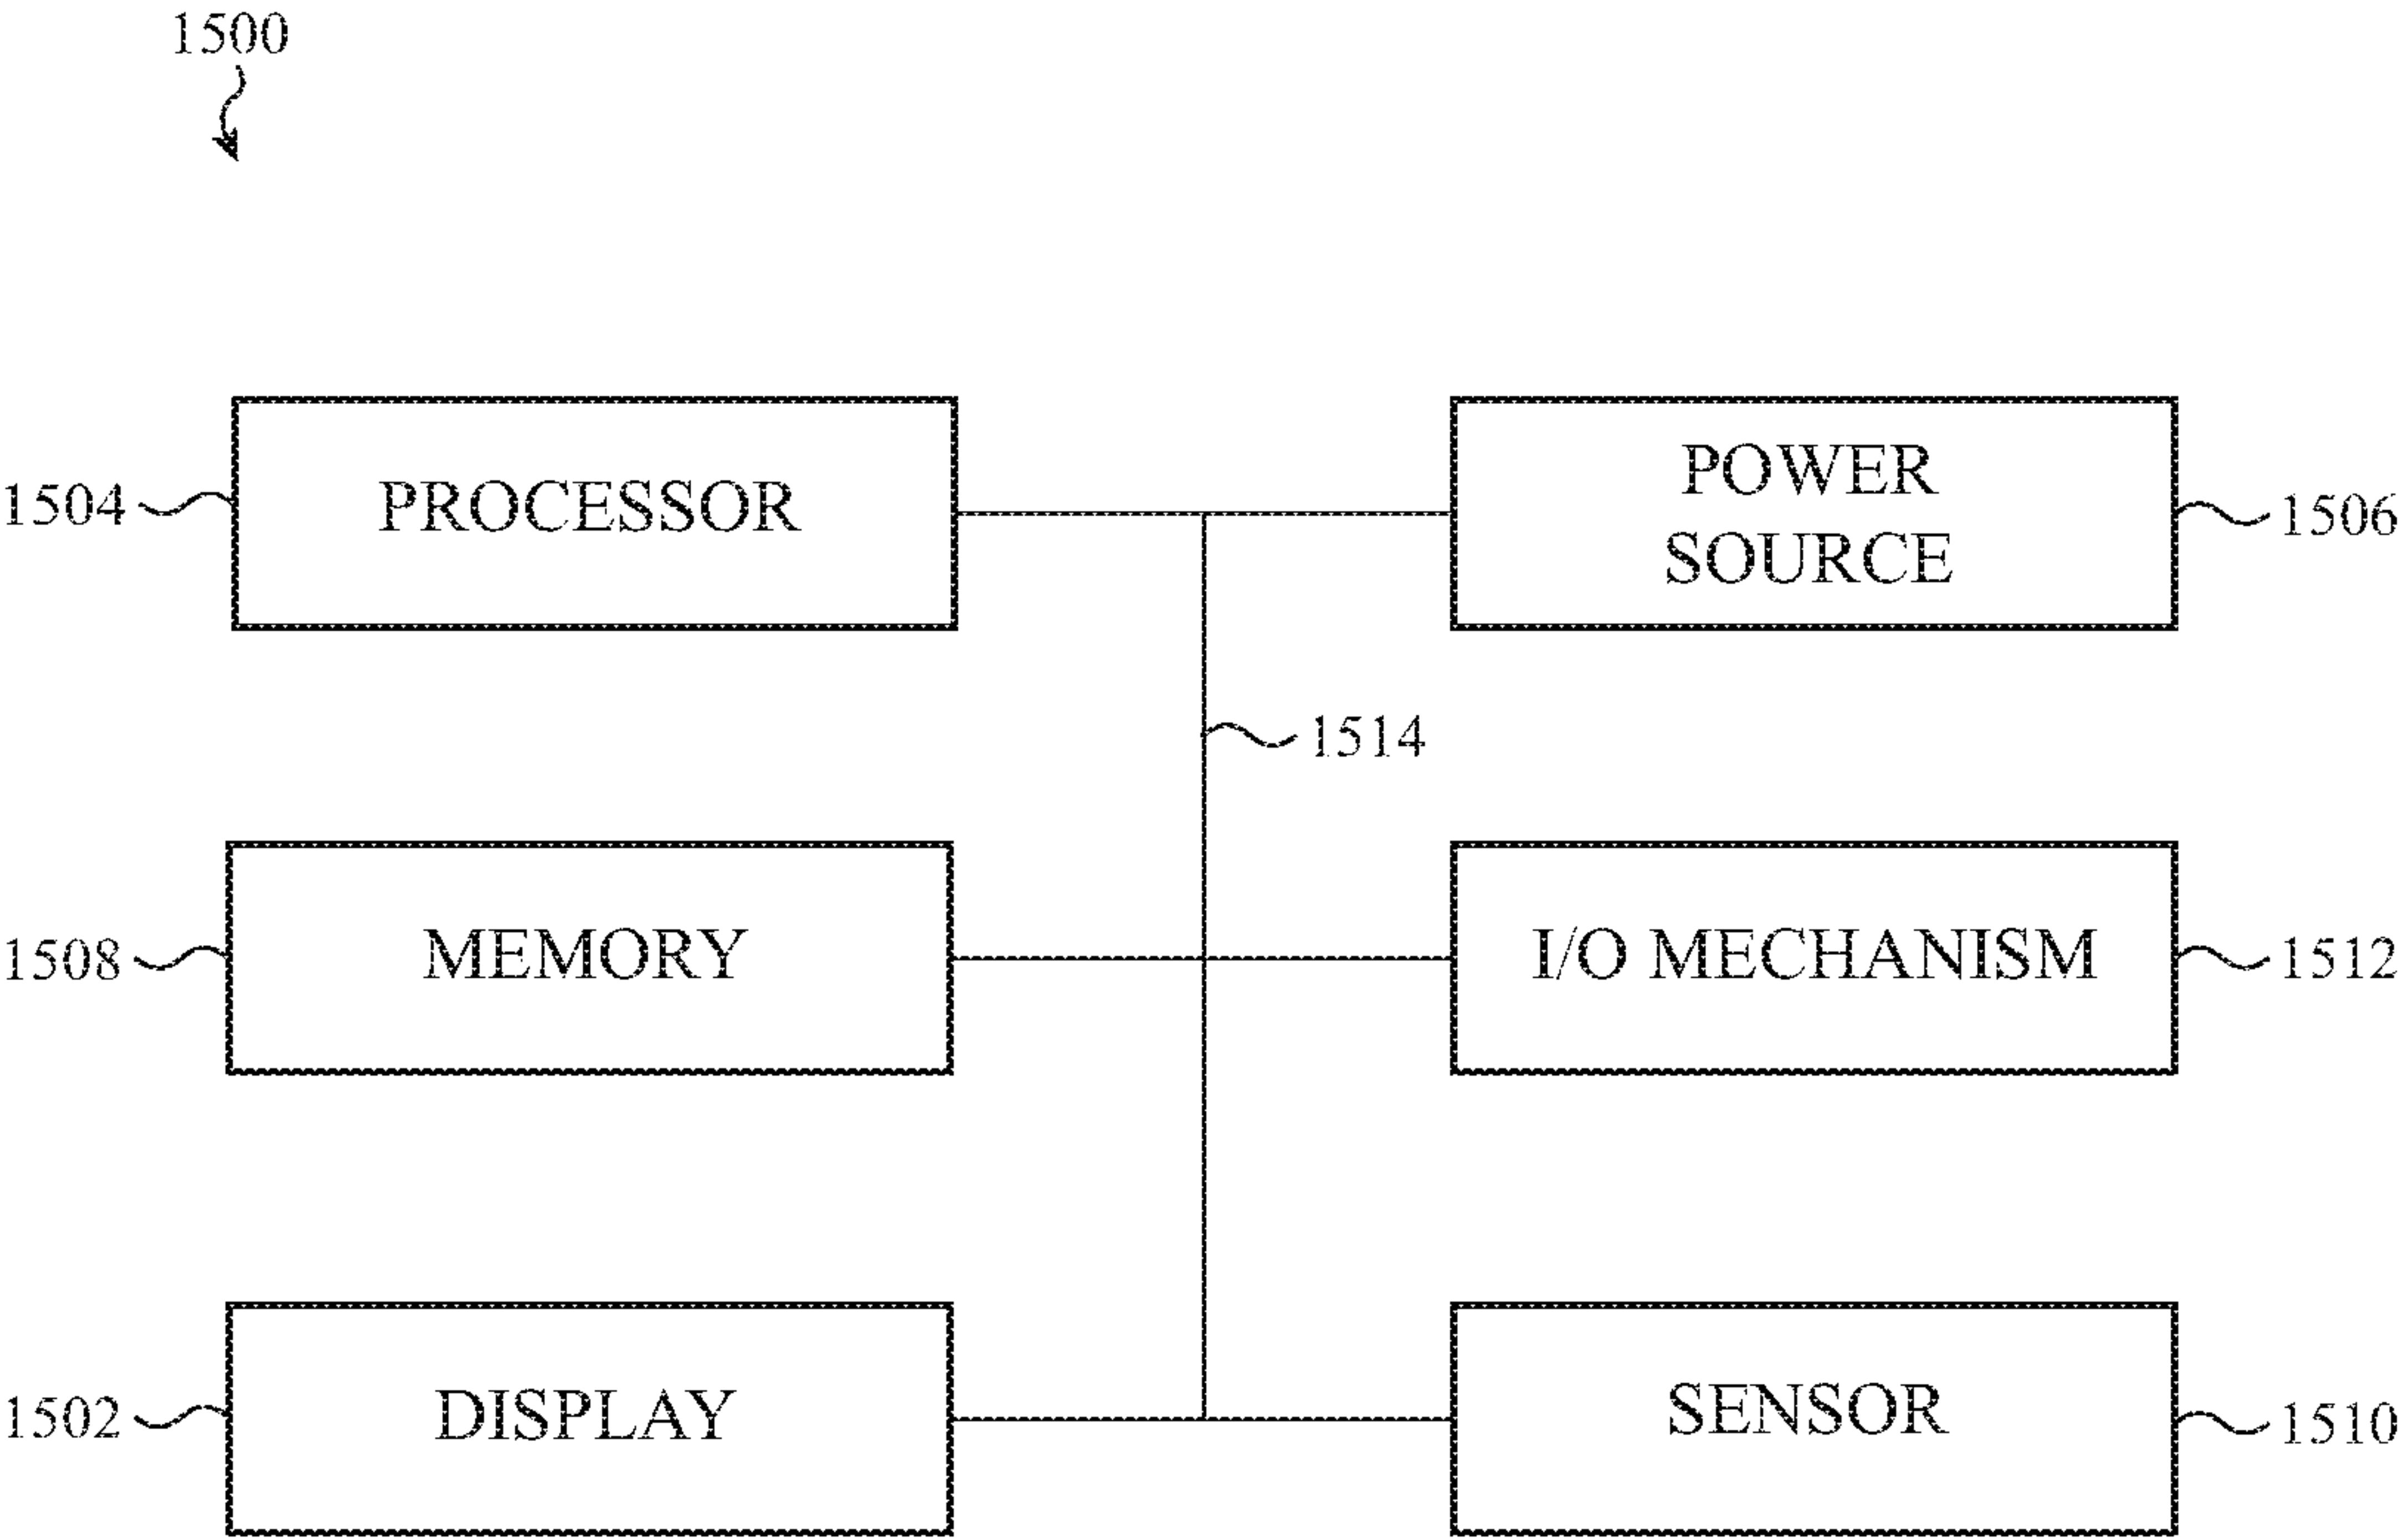 1500
1504
PROCESSOR
POWER
SOURCE
1506
1514
1508
MEMORY
I/O MECHANISM
1512
1502
DISPLAY
SENSOR
1510